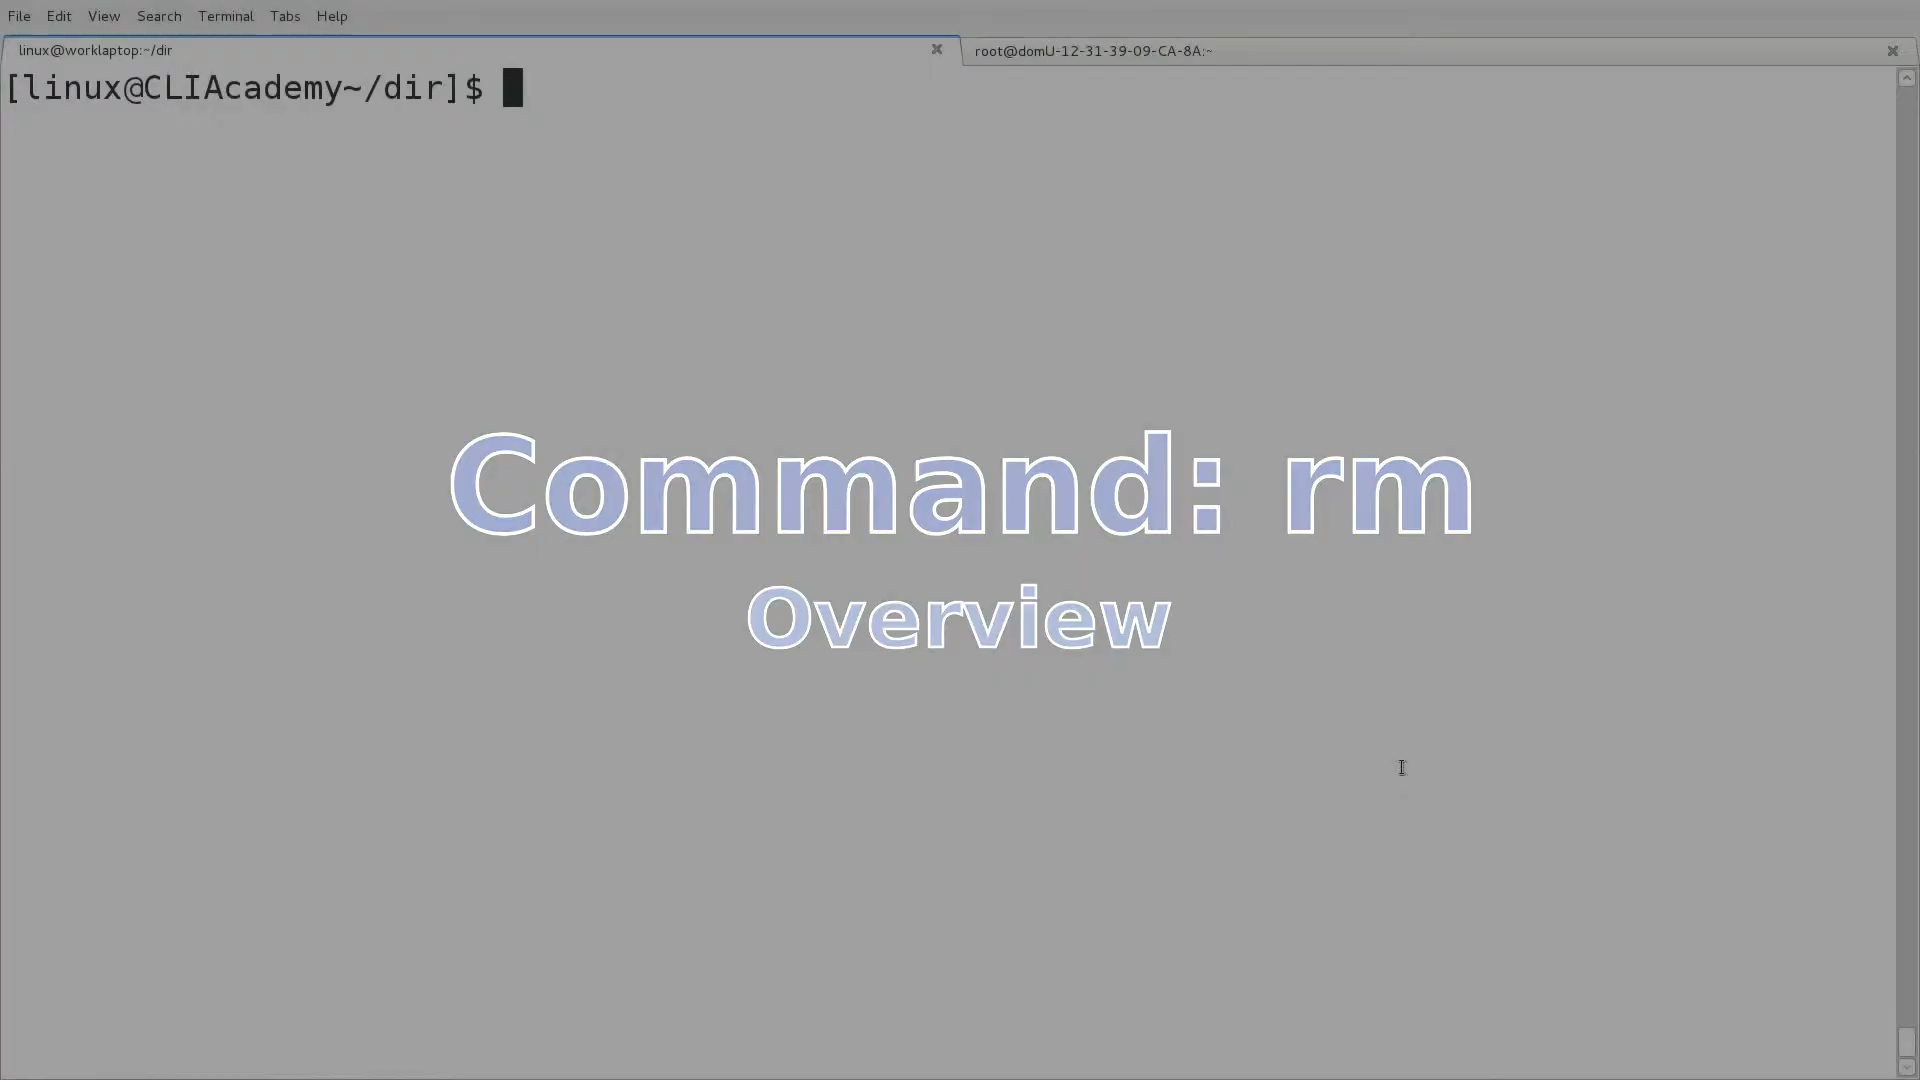 File Edit View Search Terminal Tabs Help
linux@worklaptop:~/dir
root@domU-12-31-39-09-CA-8A:~
[linux@CLIAcademy~/dir]$
Command: rm
Overview